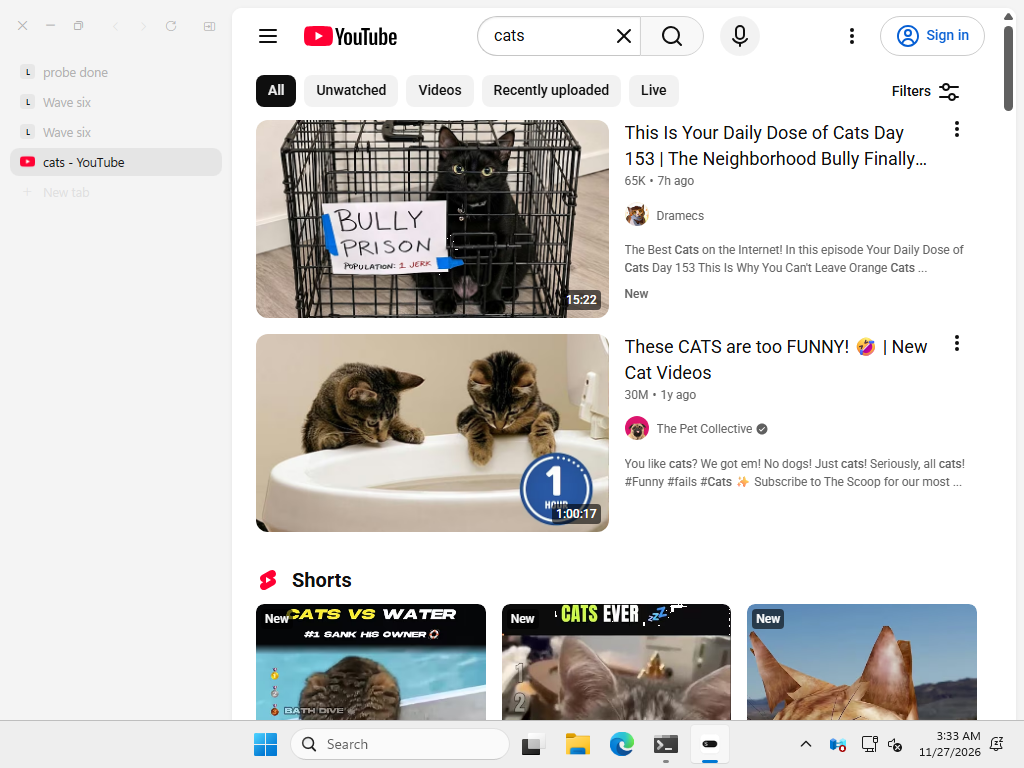 probe done
Wave six
Wave six
cats - YouTube
New tab
YouTube
cats
Sign in
All
Unwatched
Videos
Recently uploaded
Live
Filters
BULLY
PRISON
POPULATION: 1 JERK
15:22
This Is Your Daily Dose of Cats Day
153 | The Neighborhood Bully Finally...
65K • 7h ago
Dramecs
The Best Cats on the Internet! In this episode Your Daily Dose of
Cats Day 153 This Is Why You Can't Leave Orange Cats ...
New
1
HOUR
1:00:17
These CATS are too FUNNY! 🤣 | New
Cat Videos
30M • 1y ago
The Pet Collective
You like cats? We got em! No dogs! Just cats! Seriously, all cats!
#Funny #fails #Cats ✨ Subscribe to The Scoop for our most ...
Shorts
New
CATS VS WATER
#1 SANK HIS OWNER
BATH DIVE
New
CATS EVER 💤
1
2
New
Search
3:33 AM
11/27/2026